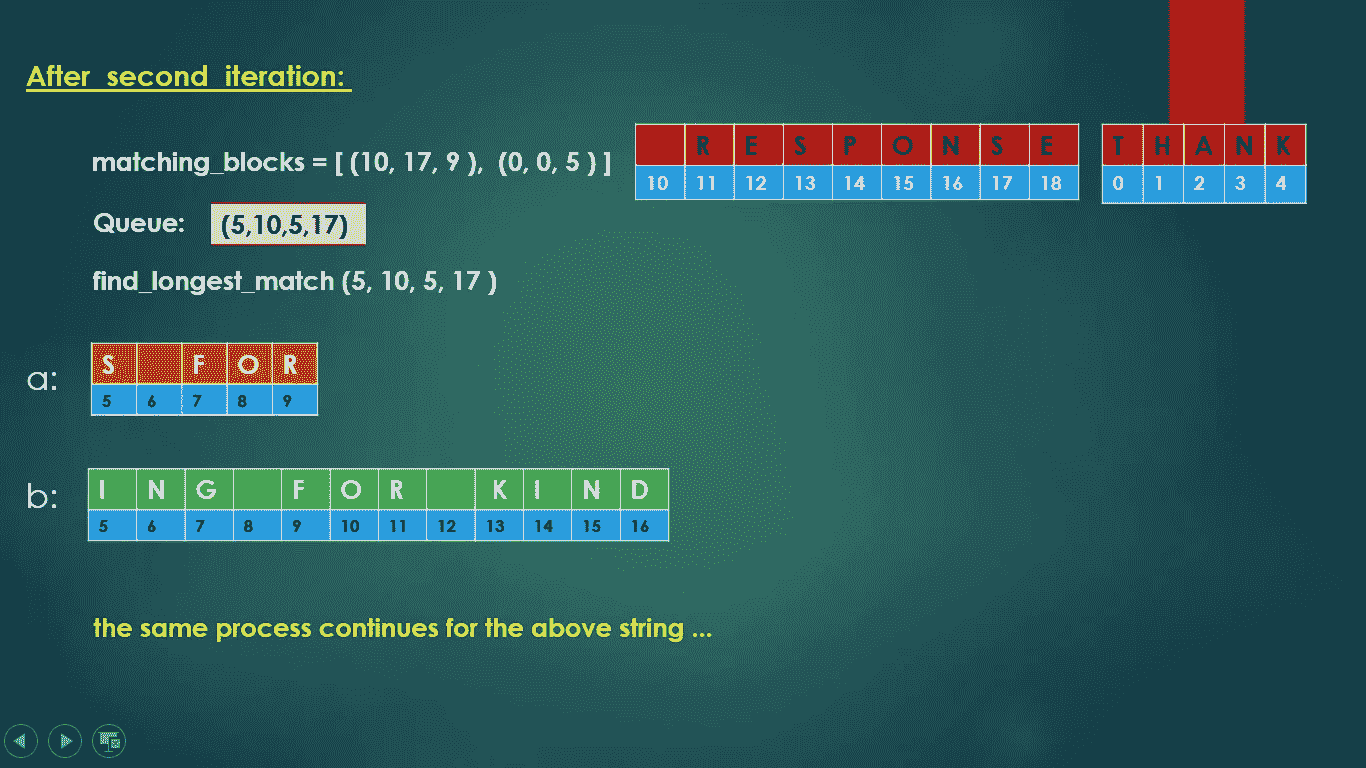 After second iteration:
matching_blocks = [ (10, 17, 9 ), (0, 0, 5 ) ]
R E S P O N S E
10 11 12 13 14 15 16 17 18
T H A N K
0 1 2 3 4
Queue: (5,10,5,17)
find_longest_match (5, 10, 5, 17 )
a: S F O R
5 6 7 8 9
b: I N G F O R K I N D
5 6 7 8 9 10 11 12 13 14 15 16
the same process continues for the above string ...